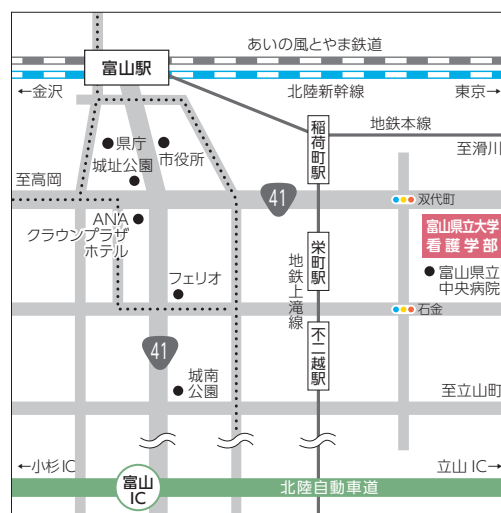 あいの風とやま鉄道
富山駅
←金沢
北陸新幹線
東京→
地鉄本線
稲荷町駅
至滑川
県庁
市役所
城址公園
至高岡
41
双代町
ANA
クラウンプラザ
ホテル
富山県立大学
看護学部
栄町駅
地鉄上滝線
富山県立
中央病院
フェリオ
石金
41
不二越駅
城南
公園
至立山町
←小杉IC
立山IC→
富山
IC
北陸自動車道